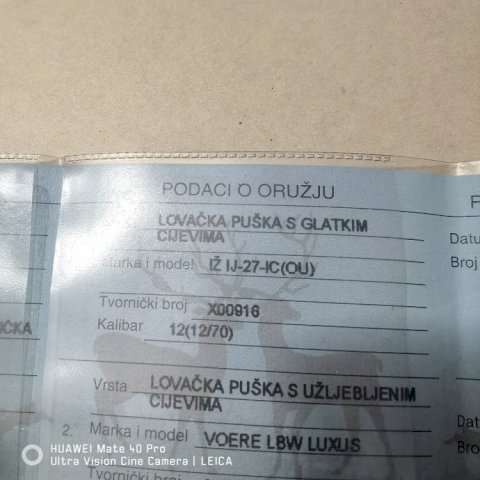 PODACI O ORUŽJU
LOVAČKA PUŠKA S GLATKIM
CIJEVIMA
Marka i model IŽ IJ-27-IC(OU)
Tvornički broj X00916
Kalibar 12(12/70)
Vrsta LOVAČKA PUŠKA S UŽLJEBLJENIM
CIJEVIMA
2. Marka i model VOERE LBW LUXUS
Tvornički broj
Datu
Broj
Dat
Bro
HUAWEI Mate 40 Pro
Ultra Vision Cine Camera | LEICA